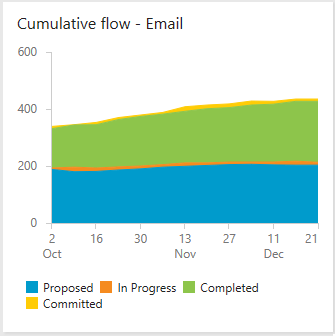 Cumulative flow - Email
600
400
200
0
2 16 30 13 27 11 21
Oct Nov Dec
Proposed In Progress Completed
Committed